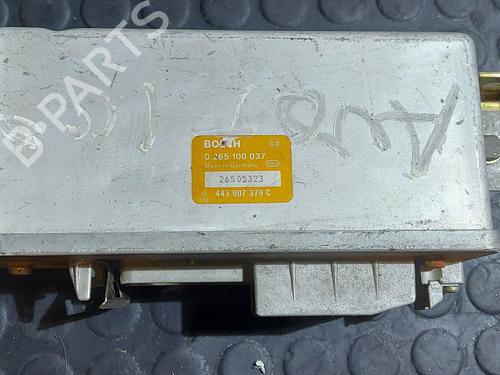 B-PARTS
AUDI 100
BOSCH
0 265 100 037
Made in Germany
26505323
443 907 379 C